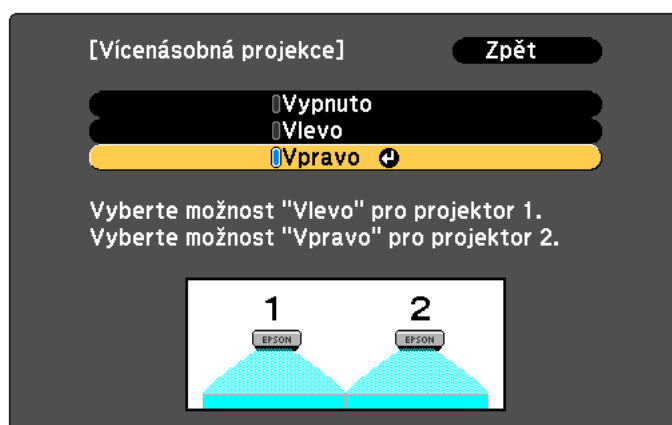 [Vícenásobná projekce] Zpět
Vypnuto
Vlevo
Vpravo
Vyberte možnost "Vlevo" pro projektor 1.
Vyberte možnost "Vpravo" pro projektor 2.
1 2
EPSON EPSON